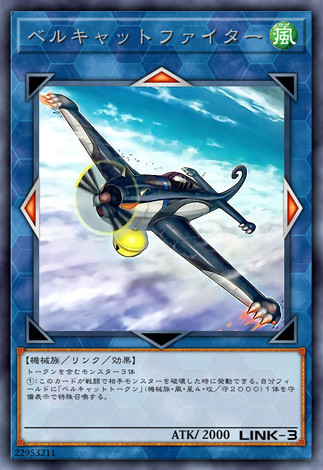 ベルキャットファイター 風
【機械族／リンク／効果】
トークンを含むモンスター３体
①：このカードが戦闘で相手モンスターを破壊した時に発動できる。自分フィ
ールドに「ベルキャットトークン」（機械族・風・星４・攻／守２０００）１体を守
備表示で特殊召喚する。
ATK/ 2000 LINK-3
22953211